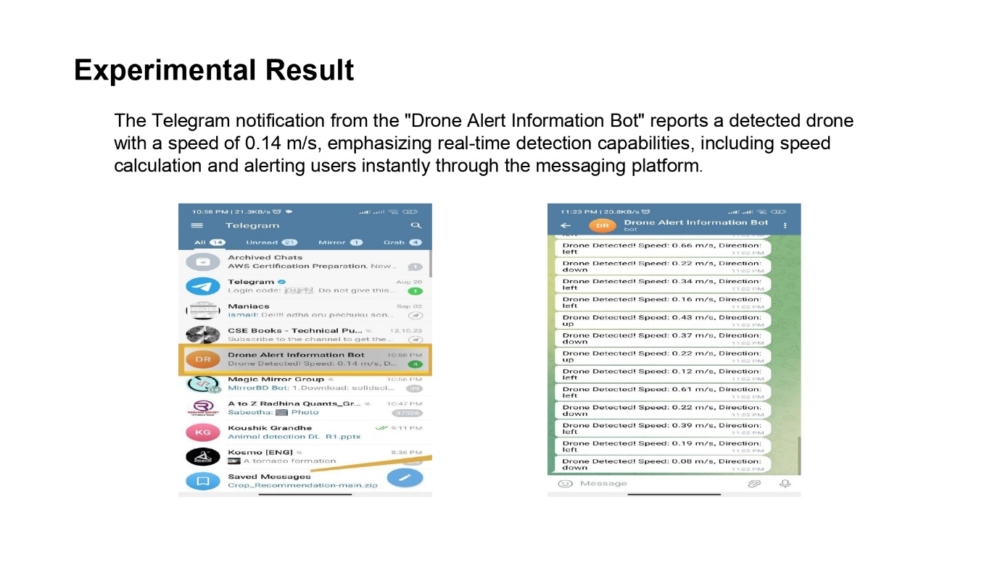 Experimental Result
The Telegram notification from the "Drone Alert Information Bot" reports a detected drone
with a speed of 0.14 m/s, emphasizing real-time detection capabilities, including speed
calculation and alerting users instantly through the messaging platform.
10:58 PM | 21.3KB/s
Telegram
All 14 Unread 21 Mirror 1 Grab 4
Archived Chats
AWS Certification Preparation, New... 1
Telegram Aug 20
Login code: Do not give this... 1
Maniacs Sep 02
Ismail: Dei!!! adha oru pechuku son...
CSE Books - Technical Pu... 12.10.23
Subscribe to the channel to get the...
DR
Drone Alert Information Bot 10:58 PM
Drone Detected! Speed: 0.14 m/s, D... 4
Magic Mirror Group 10:56 PM
MirrorBD Bot: 1.Download: solidsci... 39
A to Z Radhina Quants_Gr... 10:47 PM
Sabeetha: Photo 37526
KG
Koushik Grandhe 9:11 PM
Animal detection DL R1.pptx
KOSMO
Kosmo [ENG] 8:36 PM
A tornado formation
Saved Messages
Crop_Recommendation-main.zip
11:23 PM | 20.8KB/s
DR
Drone Alert Information Bot
bot
left 11:02 PM
Drone Detected! Speed: 0.66 m/s, Direction:
left 11:02 PM
Drone Detected! Speed: 0.22 m/s, Direction:
down 11:02 PM
Drone Detected! Speed: 0.34 m/s, Direction:
left 11:02 PM
Drone Detected! Speed: 0.16 m/s, Direction:
left 11:02 PM
Drone Detected! Speed: 0.43 m/s, Direction:
up 11:02 PM
Drone Detected! Speed: 0.37 m/s, Direction:
down 11:02 PM
Drone Detected! Speed: 0.22 m/s, Direction:
up 11:02 PM
Drone Detected! Speed: 0.12 m/s, Direction:
left 11:02 PM
Drone Detected! Speed: 0.61 m/s, Direction:
left 11:02 PM
Drone Detected! Speed: 0.22 m/s, Direction:
down 11:02 PM
Drone Detected! Speed: 0.39 m/s, Direction:
left 11:02 PM
Drone Detected! Speed: 0.19 m/s, Direction:
left 11:02 PM
Drone Detected! Speed: 0.08 m/s, Direction:
down 11:02 PM
Message